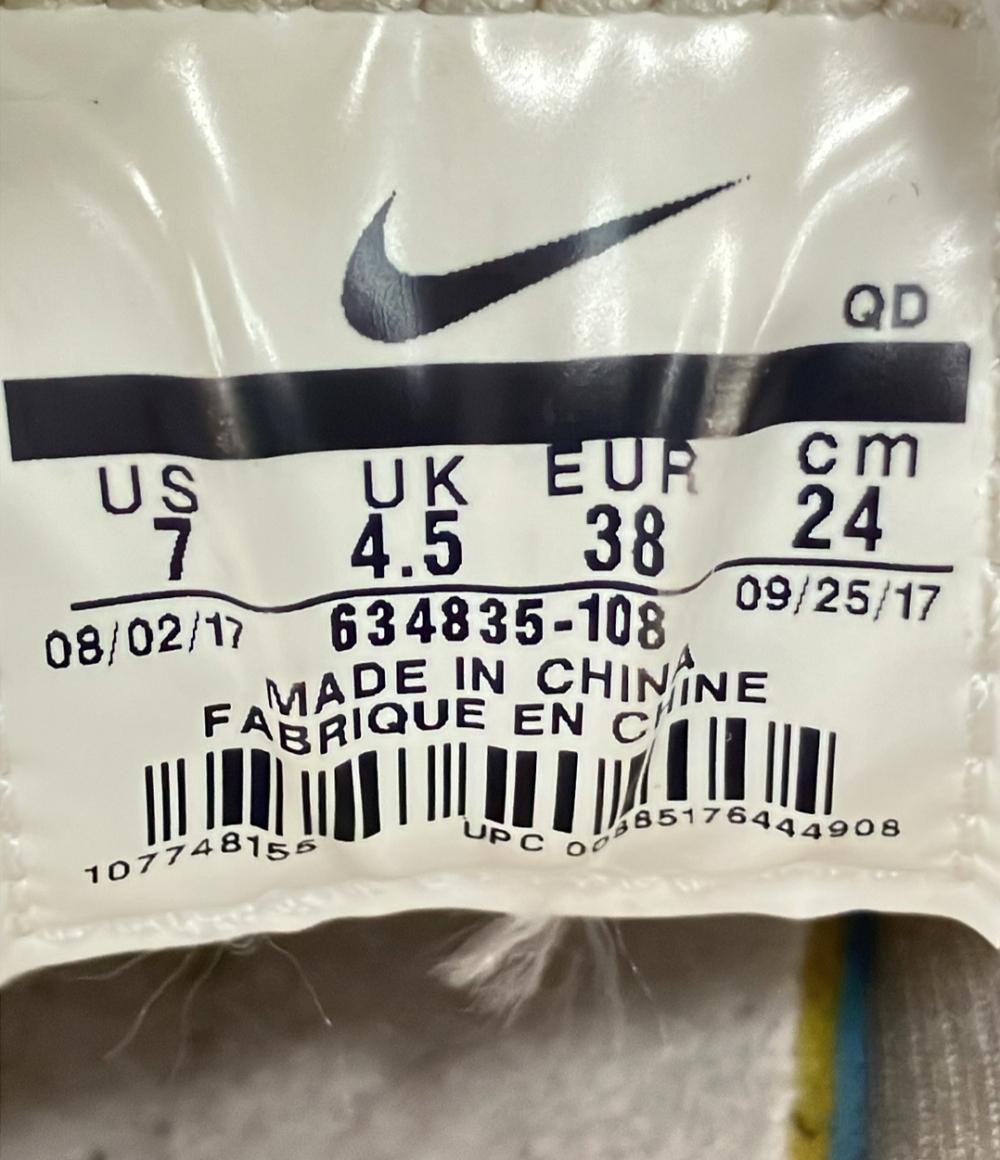 QD
US UK EUR cm
7 4.5 38 24
08/02/17 634835-108 09/25/17
MADE IN CHINA
FABRIQUE EN CHINE
107748155 UPC 00885176444908